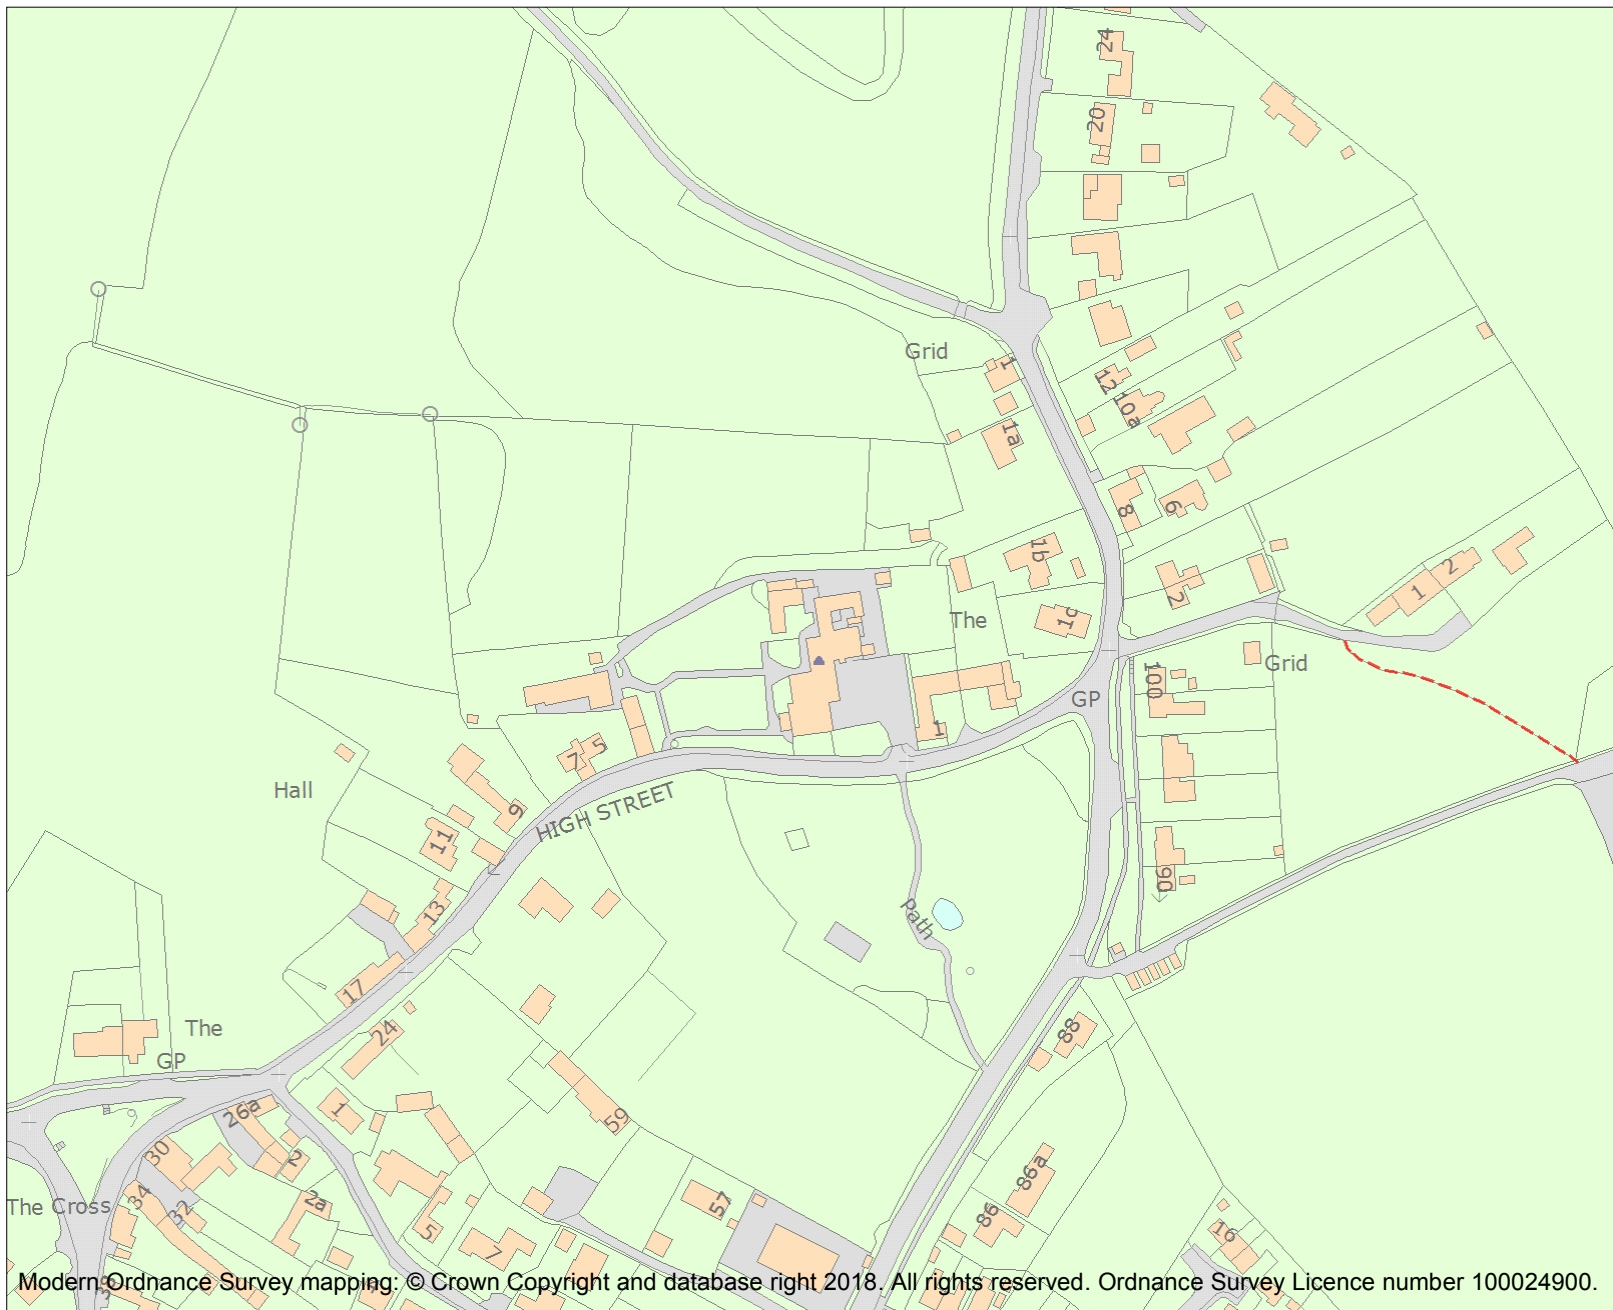 24
20
Grid
1
12
10a
1a
8
6
1b
2
1
2
The
1c
2
Grid
100
GP
1
5
7
Hall
9
HIGH STREET
11
90
13
Path
17
The
24
88
GP
26a
1
59
30
2
86a
34
32
2a
57
The Cross
86
5
7
16
38
Modern Ordnance Survey mapping: © Crown Copyright and database right 2018. All rights reserved. Ordnance Survey Licence number 100024900.